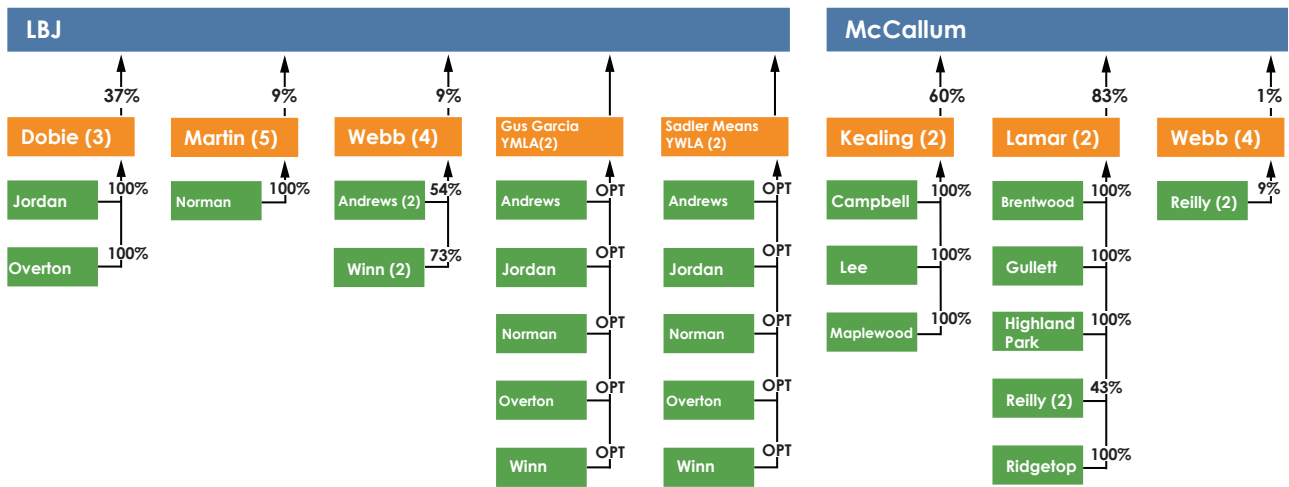 LBJ
McCallum
37%
9%
9%
60%
83%
1%
Dobie (3)
Martin (5)
Webb (4)
Gus Garcia
YMLA(2)
Sadler Means
YWLA (2)
Kealing (2)
Lamar (2)
Webb (4)
Jordan
100%
Norman
100%
Andrews (2)
54%
Andrews
OPT
Andrews
OPT
Campbell
100%
Brentwood
100%
Reilly (2)
9%
Overton
100%
Winn (2)
73%
Jordan
OPT
Jordan
OPT
Lee
100%
Gullett
100%
Norman
OPT
Norman
OPT
Maplewood
100%
Highland
Park
100%
Overton
OPT
Overton
OPT
Reilly (2)
43%
Winn
OPT
Winn
OPT
Ridgetop
100%